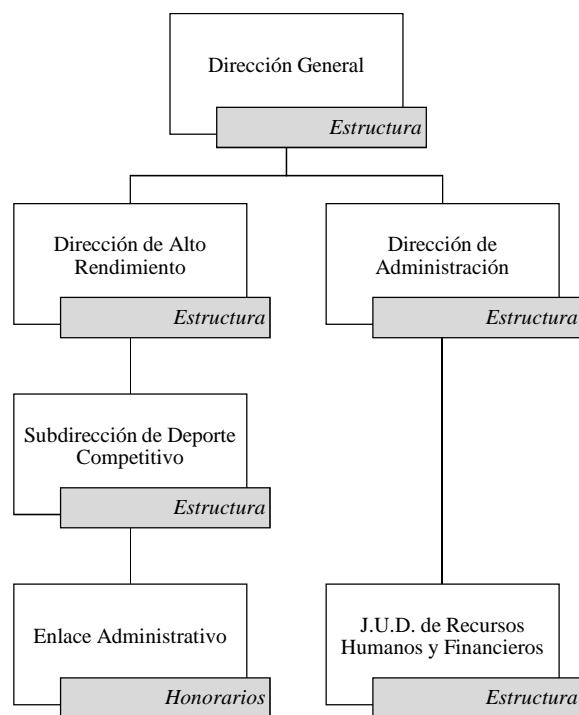 Dirección General
Estructura
Dirección de Alto
Rendimiento
Estructura
Dirección de
Administración
Estructura
Subdirección de Deporte
Competitivo
Estructura
Enlace Administrativo
Honorarios
J.U.D. de Recursos
Humanos y Financieros
Estructura